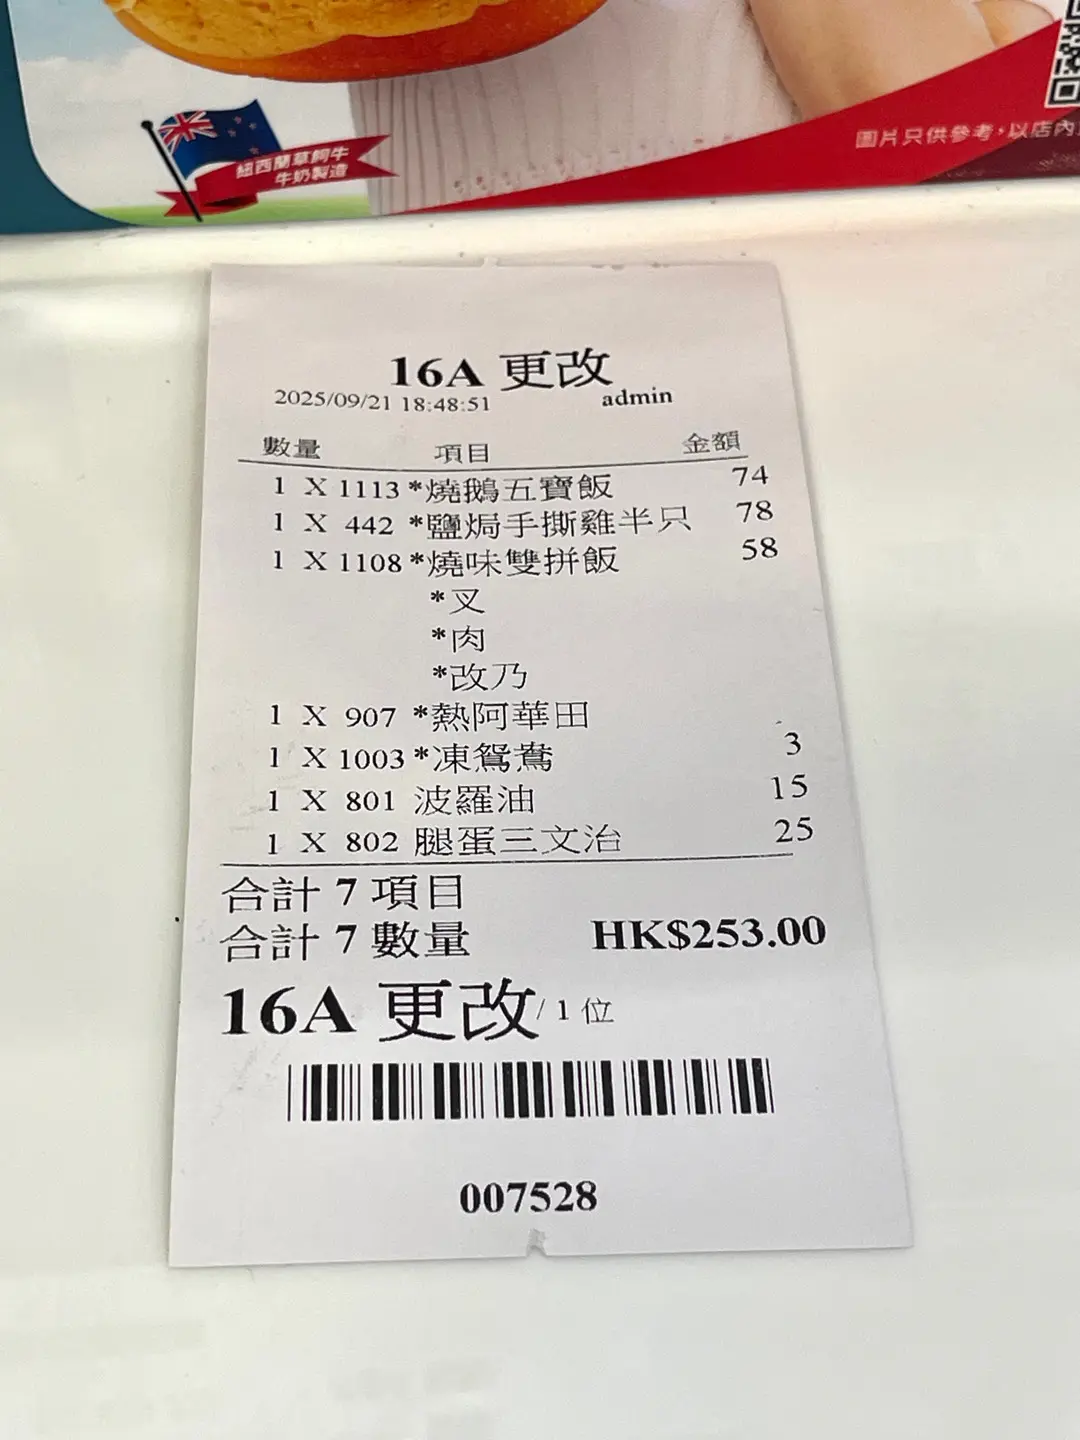 紐西蘭草飼牛
牛奶製造
圖片只供參考，以店內
16A 更改
2025/09/21 18:48:51 admin
數量 項目 金額
1 X 1113 *燒鵝五寶飯 74
1 X 442 *鹽焗手撕雞半只 78
1 X 1108 *燒味雙拼飯 58
*叉
*肉
*改乃
1 X 907 *熱阿華田
1 X 1003 *凍鴛鴦 3
1 X 801 波羅油 15
1 X 802 腿蛋三文治 25
合計 7 項目
合計 7 數量 HK$253.00
16A 更改/ 1 位
007528